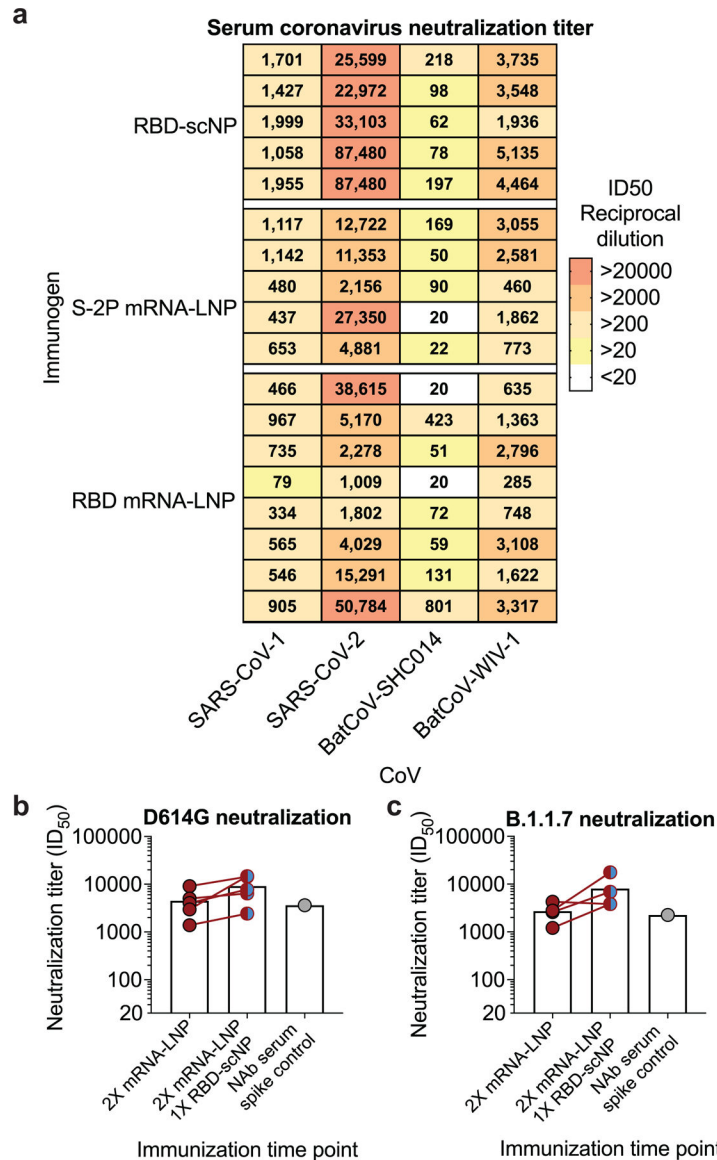 a
Serum coronavirus neutralization titer
1,701 25,599 218 3,735
1,427 22,972 98 3,548
RBD-scNP 1,999 33,103 62 1,936
1,058 87,480 78 5,135
1,955 87,480 197 4,464
1,117 12,722 169 3,055
1,142 11,353 50 2,581
S-2P mRNA-LNP 480 2,156 90 460
437 27,350 20 1,862
653 4,881 22 773
466 38,615 20 635
967 5,170 423 1,363
735 2,278 51 2,796
RBD mRNA-LNP 79 1,009 20 285
334 1,802 72 748
565 4,029 59 3,108
546 15,291 131 1,622
905 50,784 801 3,317
Immunogen
ID50
Reciprocal
dilution
>20000
>2000
>200
>20
<20
SARS-CoV-1
SARS-CoV-2
BatCoV-SHC014
BatCoV-WIV-1
CoV
b
D614G neutralization
Neutralization titer (ID50)
100000
10000
1000
100
20
2X mRNA-LNP
2X mRNA-LNP
1X RBD-scNP
NAb serum
spike control
Immunization time point
c
B.1.1.7 neutralization
Neutralization titer (ID50)
100000
10000
1000
100
20
2X mRNA-LNP
2X mRNA-LNP
1X RBD-scNP
NAb serum
spike control
Immunization time point